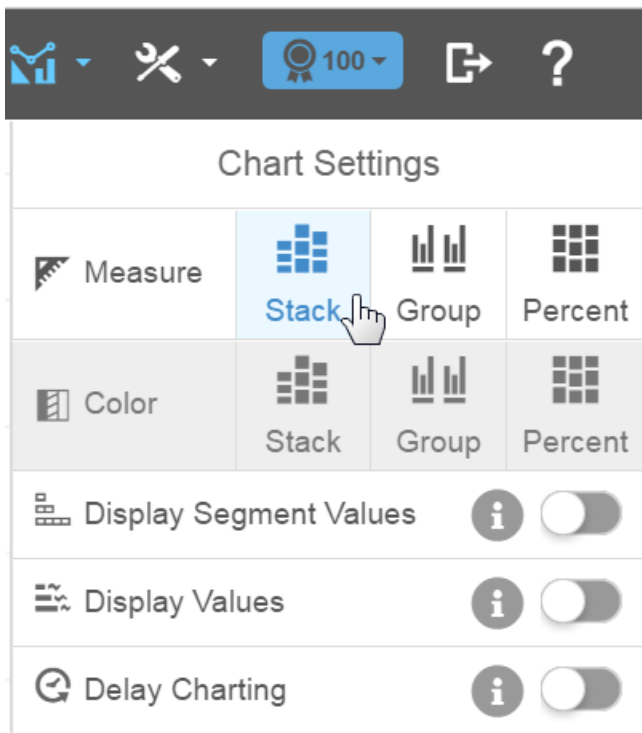 100
?
Chart Settings
Measure
Stack Group Percent
Color
Stack Group Percent
Display Segment Values i
Display Values i
Delay Charting i